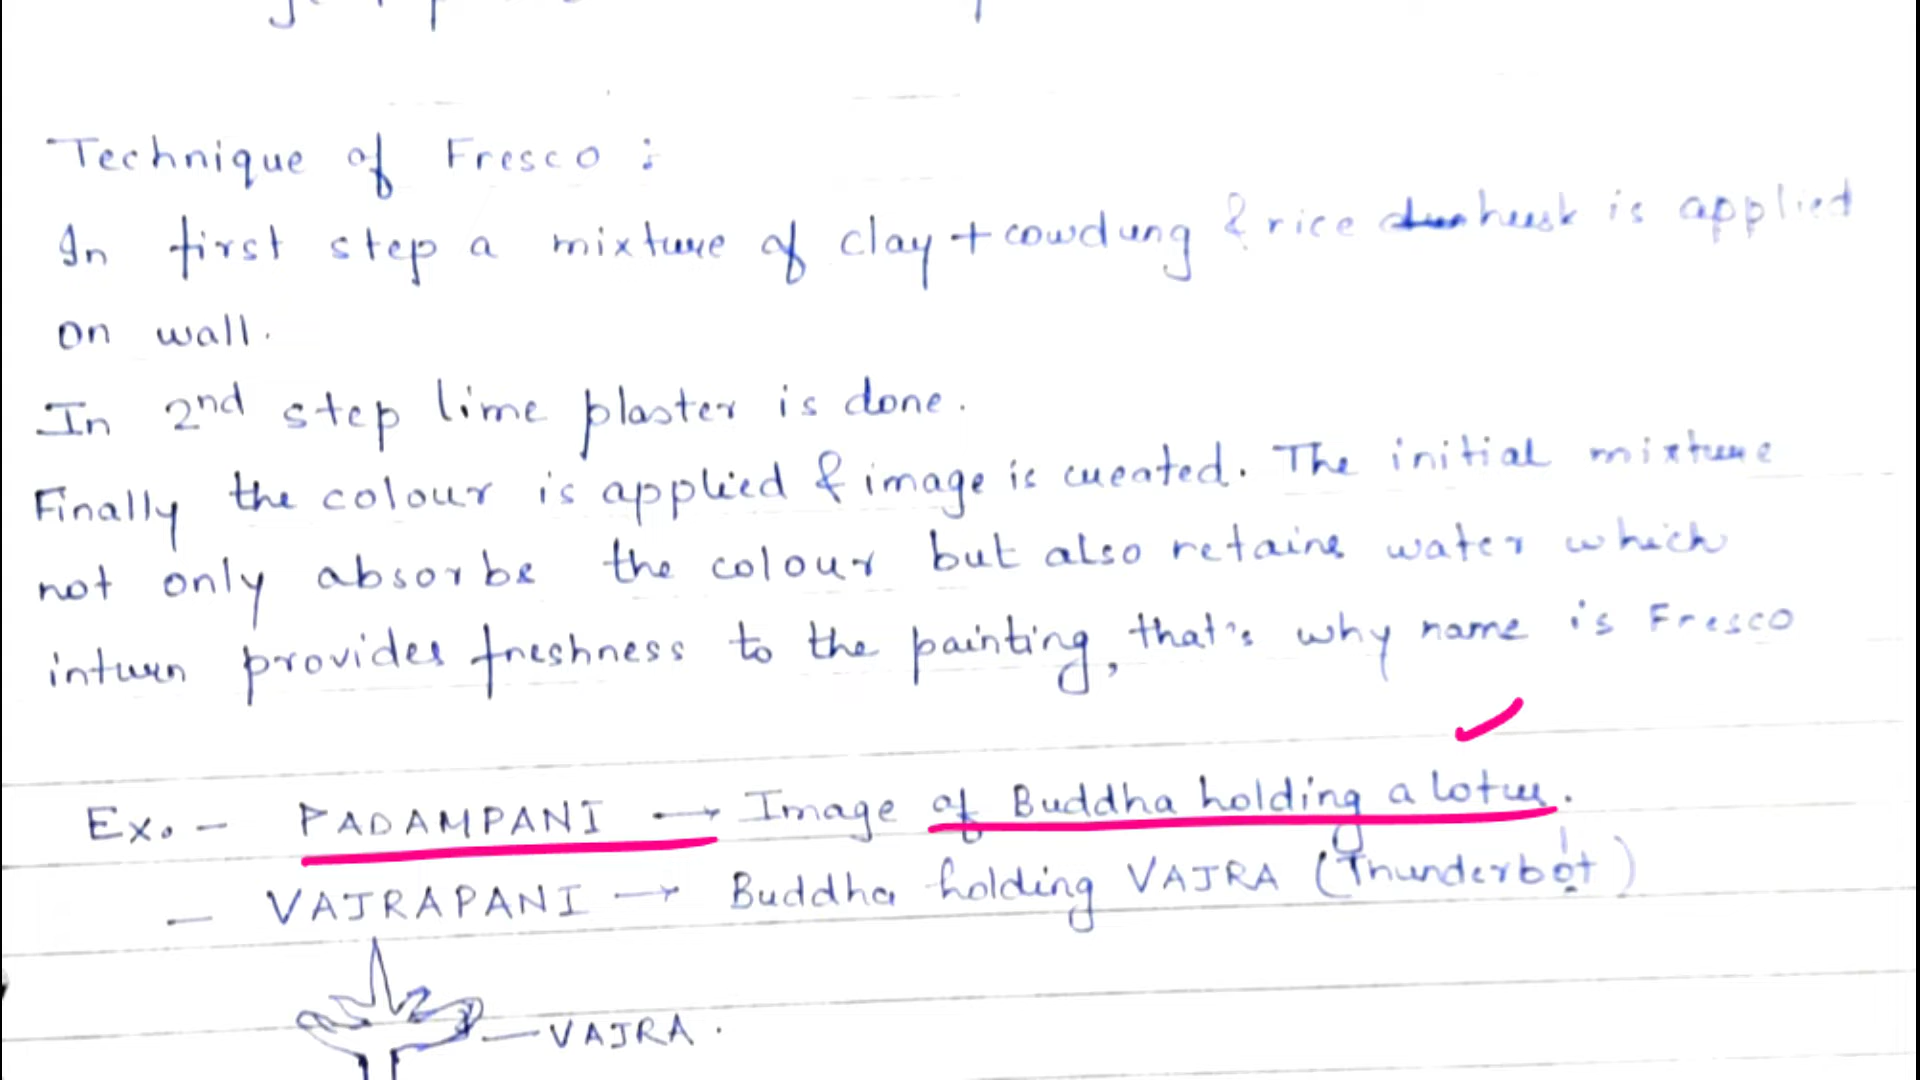 Technique of Fresco :
In first step a mixture of clay + cowdung & rice husk is applied
on wall.
In 2nd step lime plaster is done.
Finally the colour is applied & image is created. The initial mixture
not only absorbs the colour but also retains water which
inturn provides freshness to the painting, that's why name is Fresco
Ex. - PADAMPANI → Image of Buddha holding a lotus.
- VAJRAPANI → Buddha holding VAJRA (Thunderbolt)
- VAJRA.